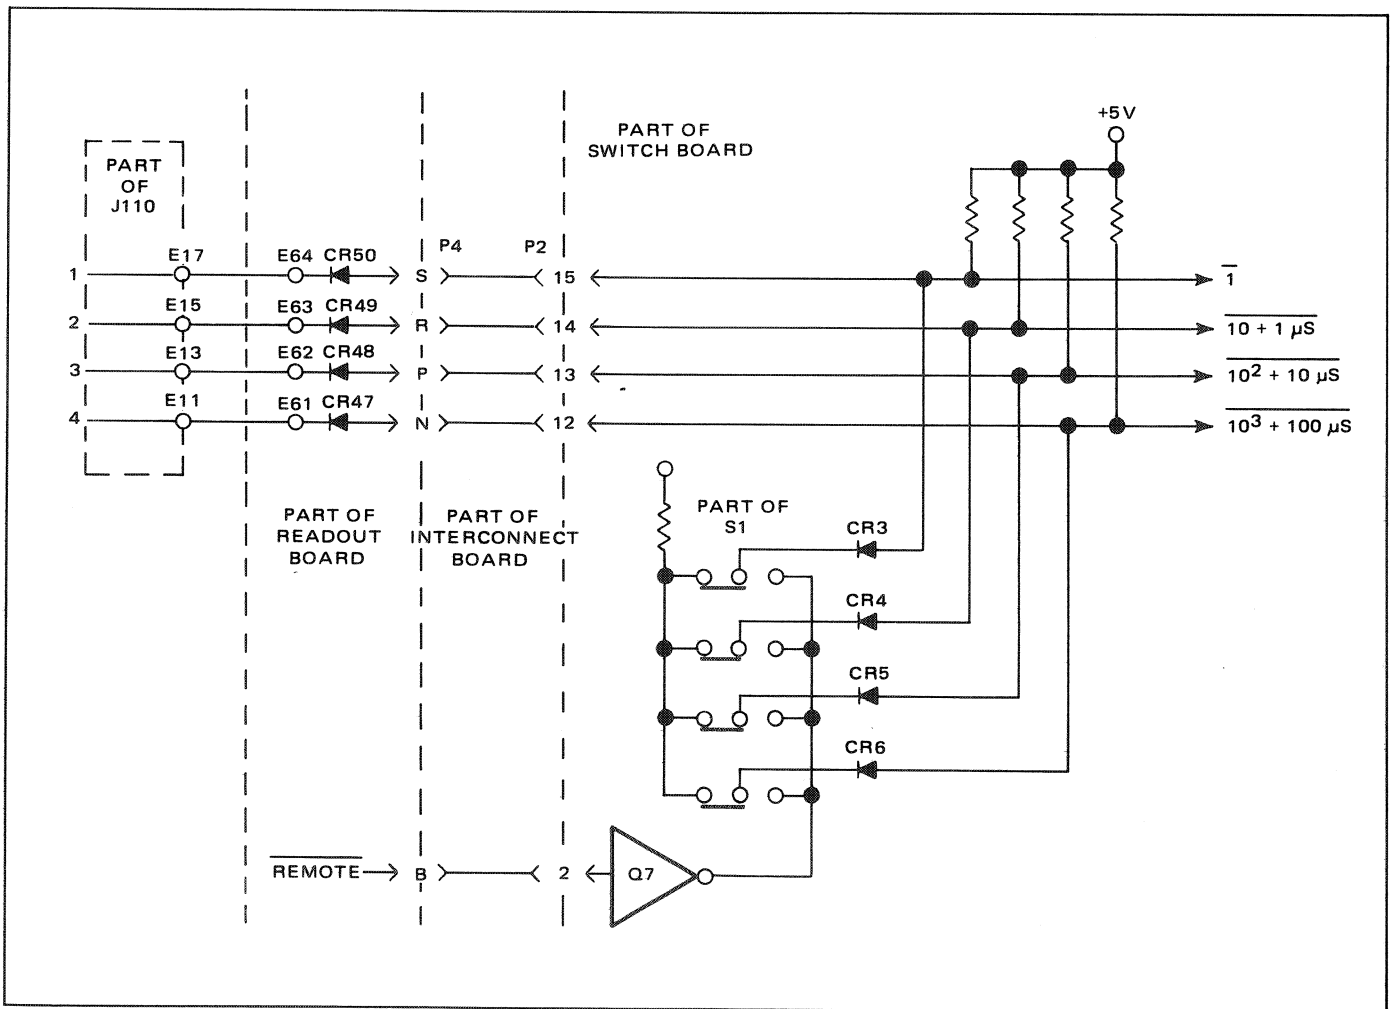 +5V
PART OF
SWITCH BOARD
PART
OF
J110
P4 P2
1 E17 E64 CR50 S 15 1̅
2 E15 E63 CR49 R 14 10 + 1 µS
3 E13 E62 CR48 P 13 10² + 10 µS
4 E11 E61 CR47 N 12 10³ + 100 µS
PART OF
READOUT
BOARD
PART OF
INTERCONNECT
BOARD
PART OF
S1
CR3
CR4
CR5
CR6
REMOTE B 2 Q7